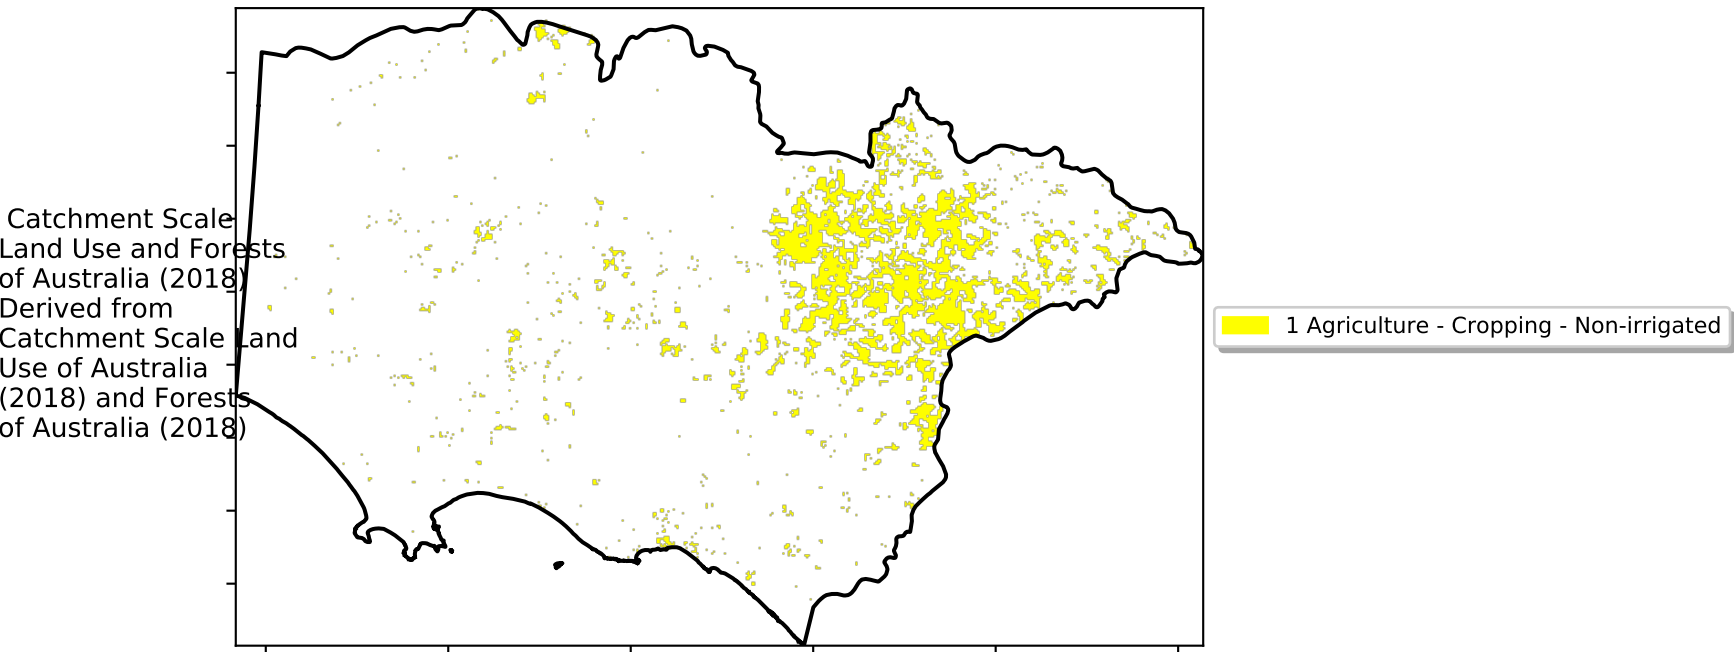 Catchment Scale
Land Use and Forests
of Australia (2018)
Derived from
Catchment Scale Land
Use of Australia
(2018) and Forests
of Australia (2018)
1 Agriculture - Cropping - Non-irrigated